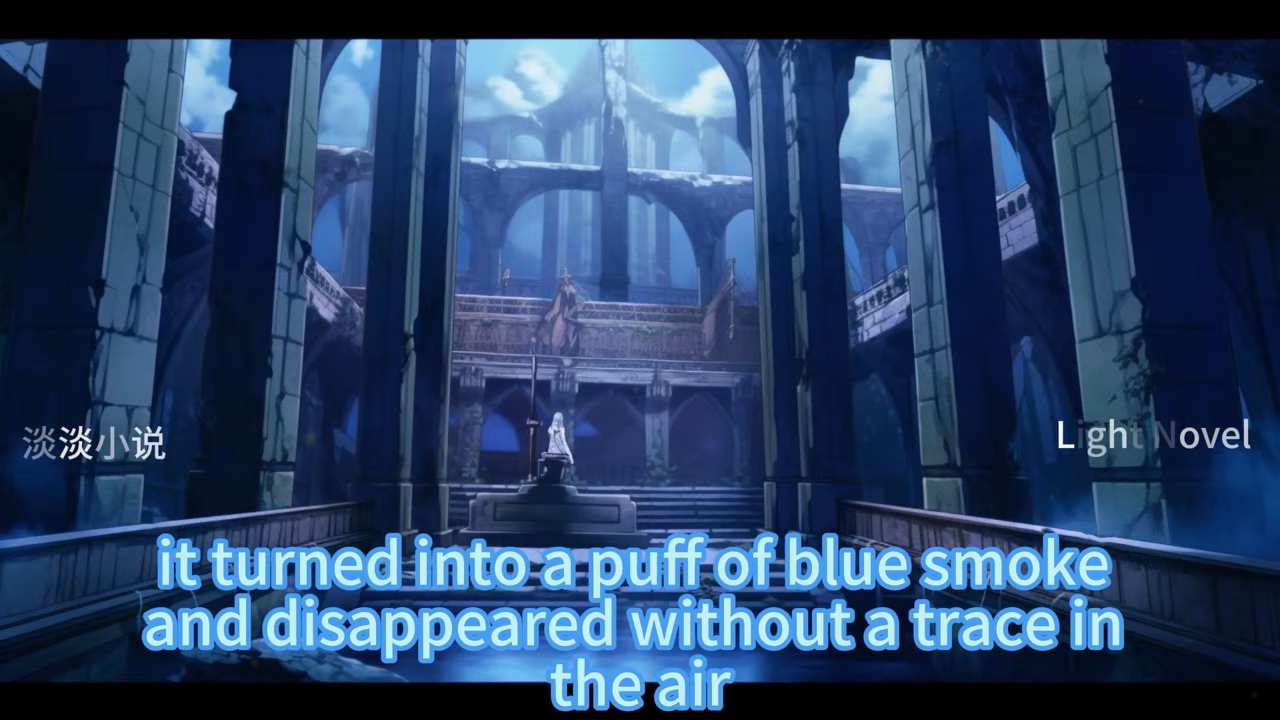 淡淡小说
Light Novel
it turned into a puff of blue smoke
and disappeared without a trace in
the air